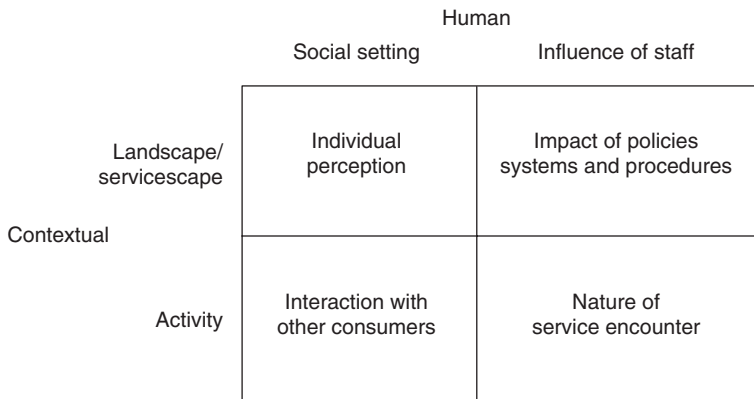 Human
Social setting
Influence of staff
Landscape/
servicescape
Individual
perception
Impact of policies
systems and procedures
Contextual
Activity
Interaction with
other consumers
Nature of
service encounter